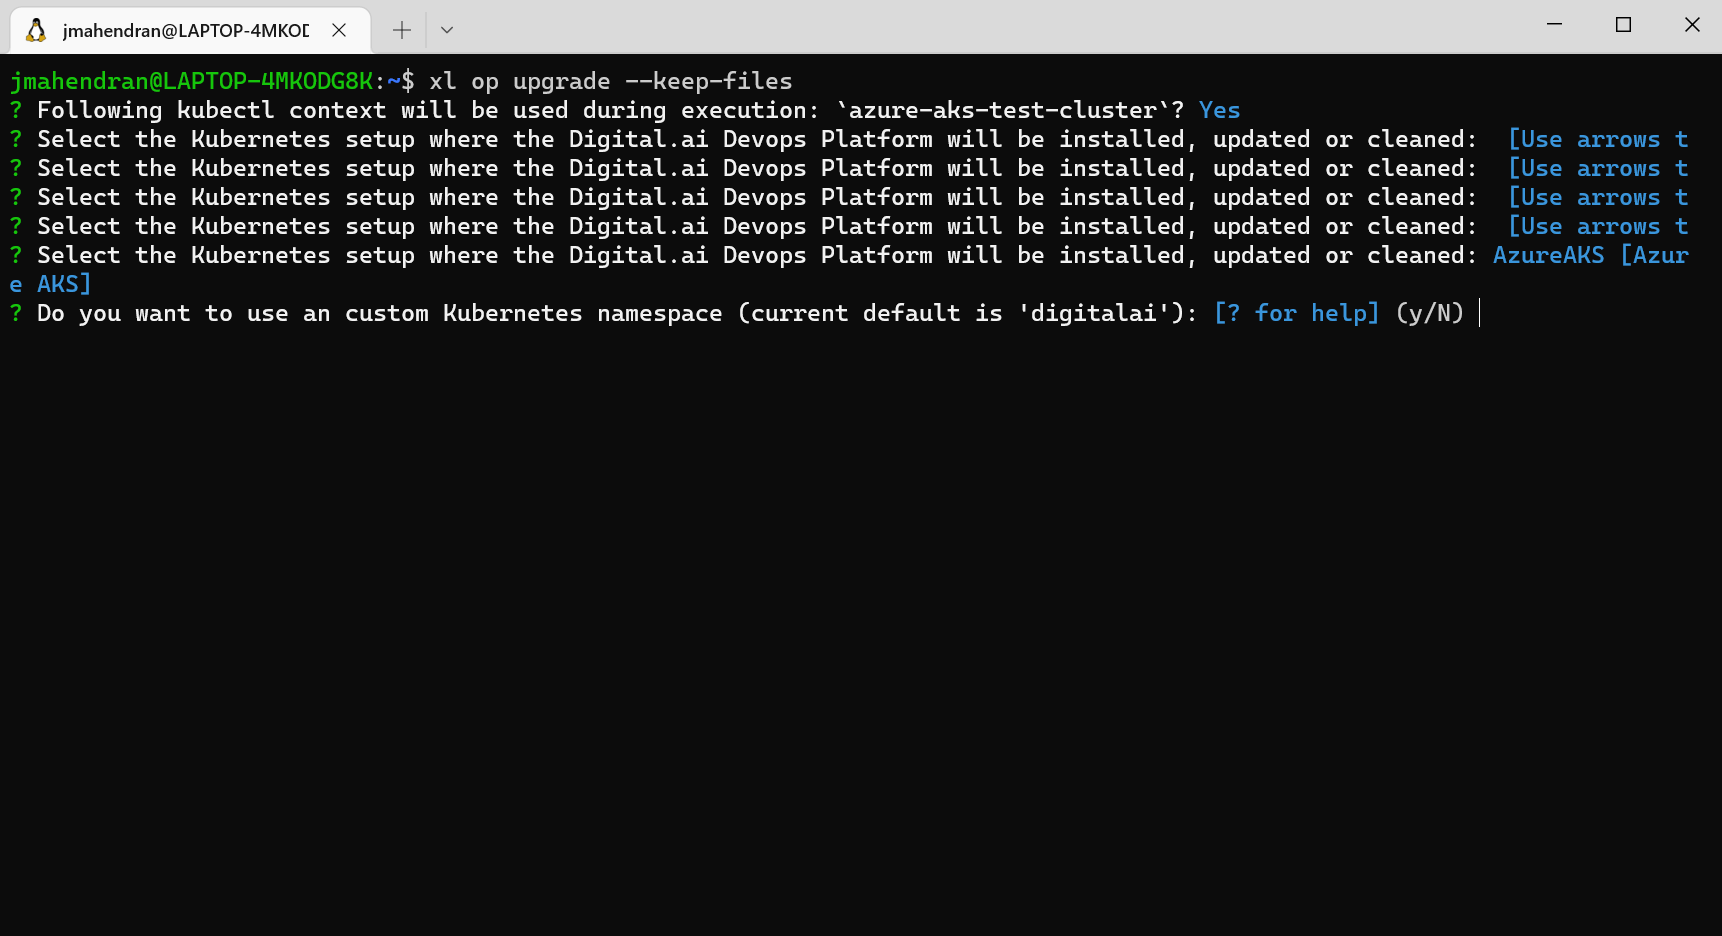 jmahendran@LAPTOP-4MKOD
jmahendran@LAPTOP-4MKODG8K:~$ xl op upgrade --keep-files
? Following kubectl context will be used during execution: `azure-aks-test-cluster`? Yes
? Select the Kubernetes setup where the Digital.ai Devops Platform will be installed, updated or cleaned:  [Use arrows t
? Select the Kubernetes setup where the Digital.ai Devops Platform will be installed, updated or cleaned:  [Use arrows t
? Select the Kubernetes setup where the Digital.ai Devops Platform will be installed, updated or cleaned:  [Use arrows t
? Select the Kubernetes setup where the Digital.ai Devops Platform will be installed, updated or cleaned:  [Use arrows t
? Select the Kubernetes setup where the Digital.ai Devops Platform will be installed, updated or cleaned: AzureAKS [Azur
e AKS]
? Do you want to use an custom Kubernetes namespace (current default is 'digitalai'): [? for help] (y/N)